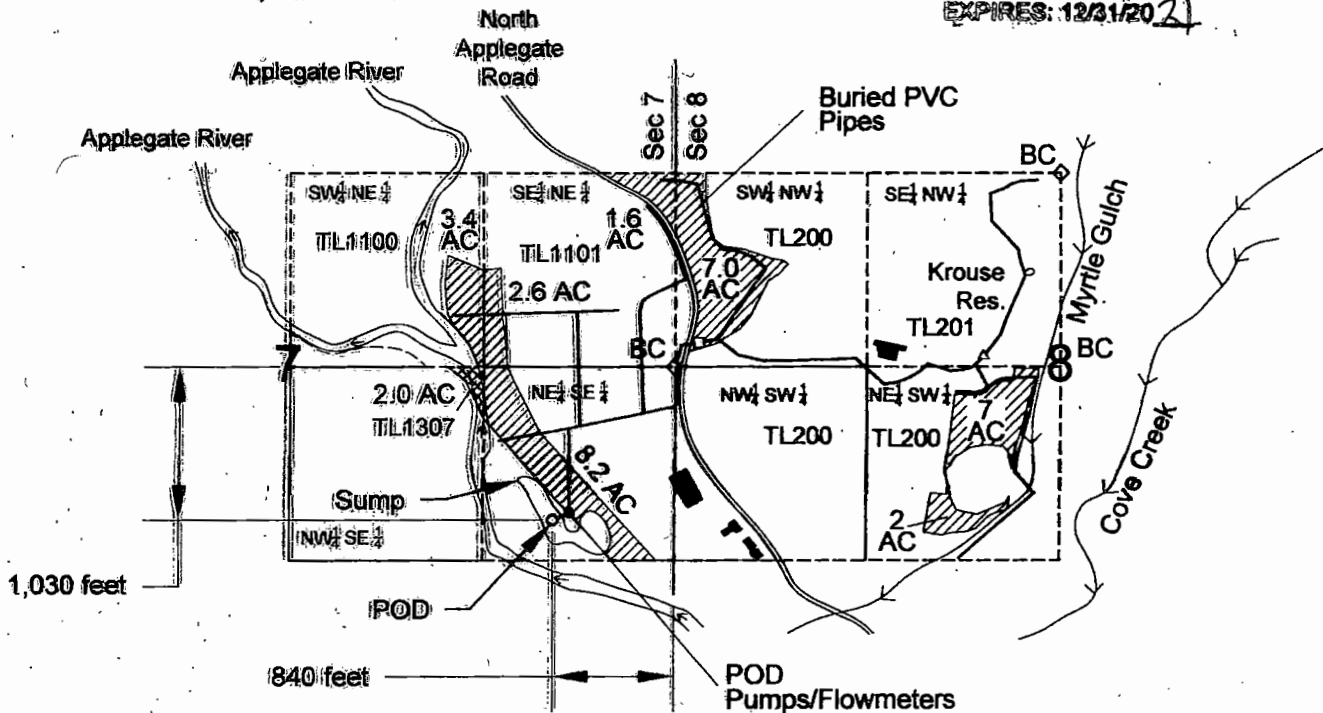 EXPIRES: 12/31/2021
North
Applegate
Road
Applegate River
Applegate River
Sec 7
Sec 8
Buried PVC
Pipes
BC
SW¼ NE¼
SE¼ NE¼
SW¼ NW¼
SE¼ NW¼
3.4
AC
1.6
AC
TL1100
TL1101
TL200
7.0
AC
2.6 AC
Krouse
Res.
TL201
Myrtle Gulch
7
BC
BC
8
2.0 AC
TL1307
NE¼ SE¼
NW¼ SW¼
NE¼ SW¼
TL200
TL200
7
AC
8.2 AC
Cove Creek
Sump
2
AC
NW¼ SE¼
1,030 feet
POD
840 feet
POD
Pumps/Flowmeters